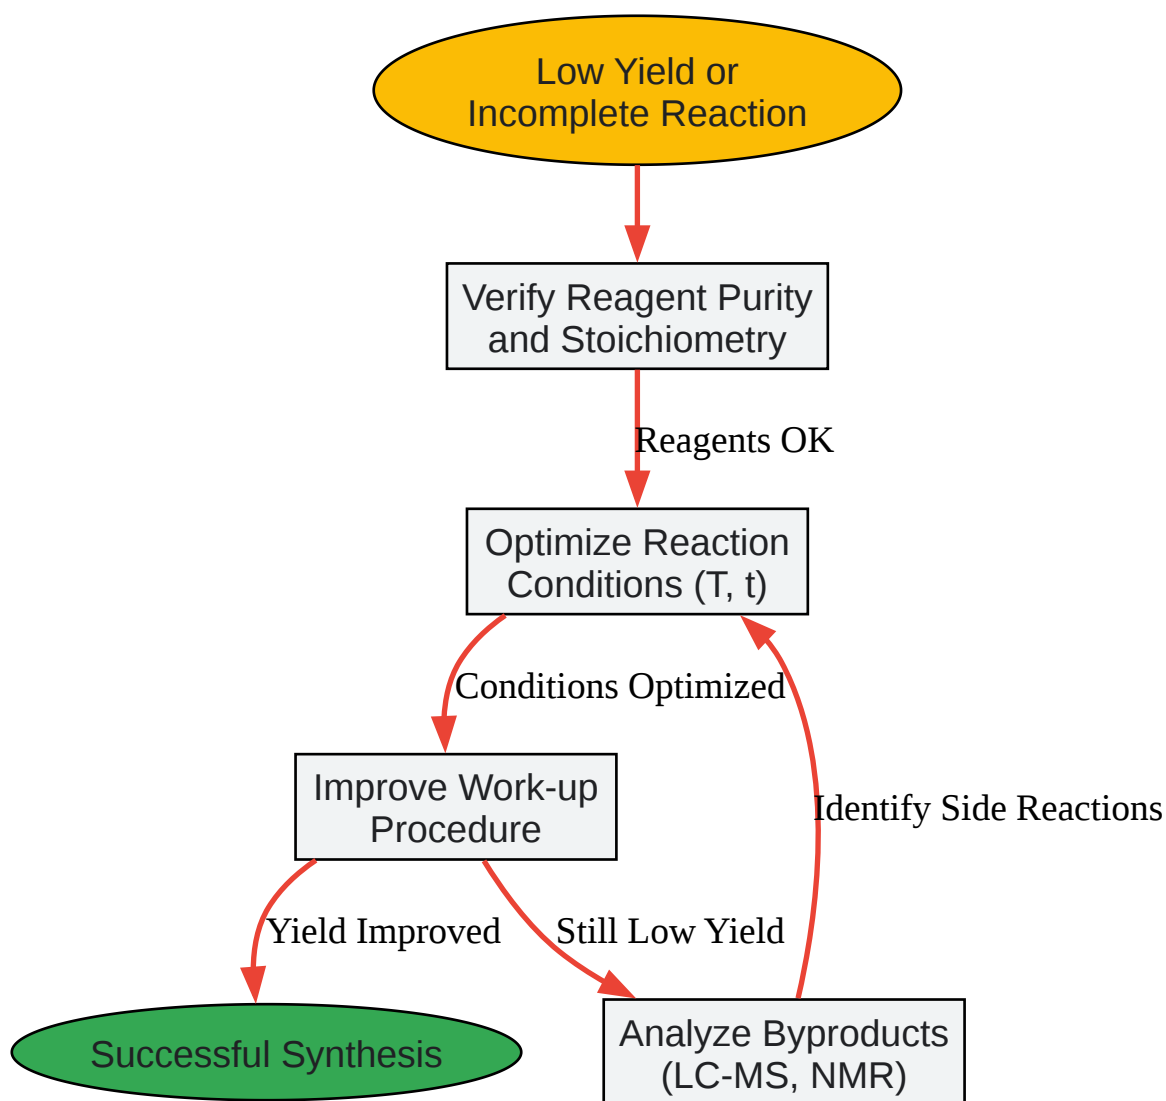 Low Yield or
Incomplete Reaction
Verify Reagent Purity
and Stoichiometry
Reagents OK
Optimize Reaction
Conditions (T, t)
Conditions Optimized
Improve Work-up
Procedure
Identify Side Reactions
Yield Improved
Still Low Yield
Successful Synthesis
Analyze Byproducts
(LC-MS, NMR)